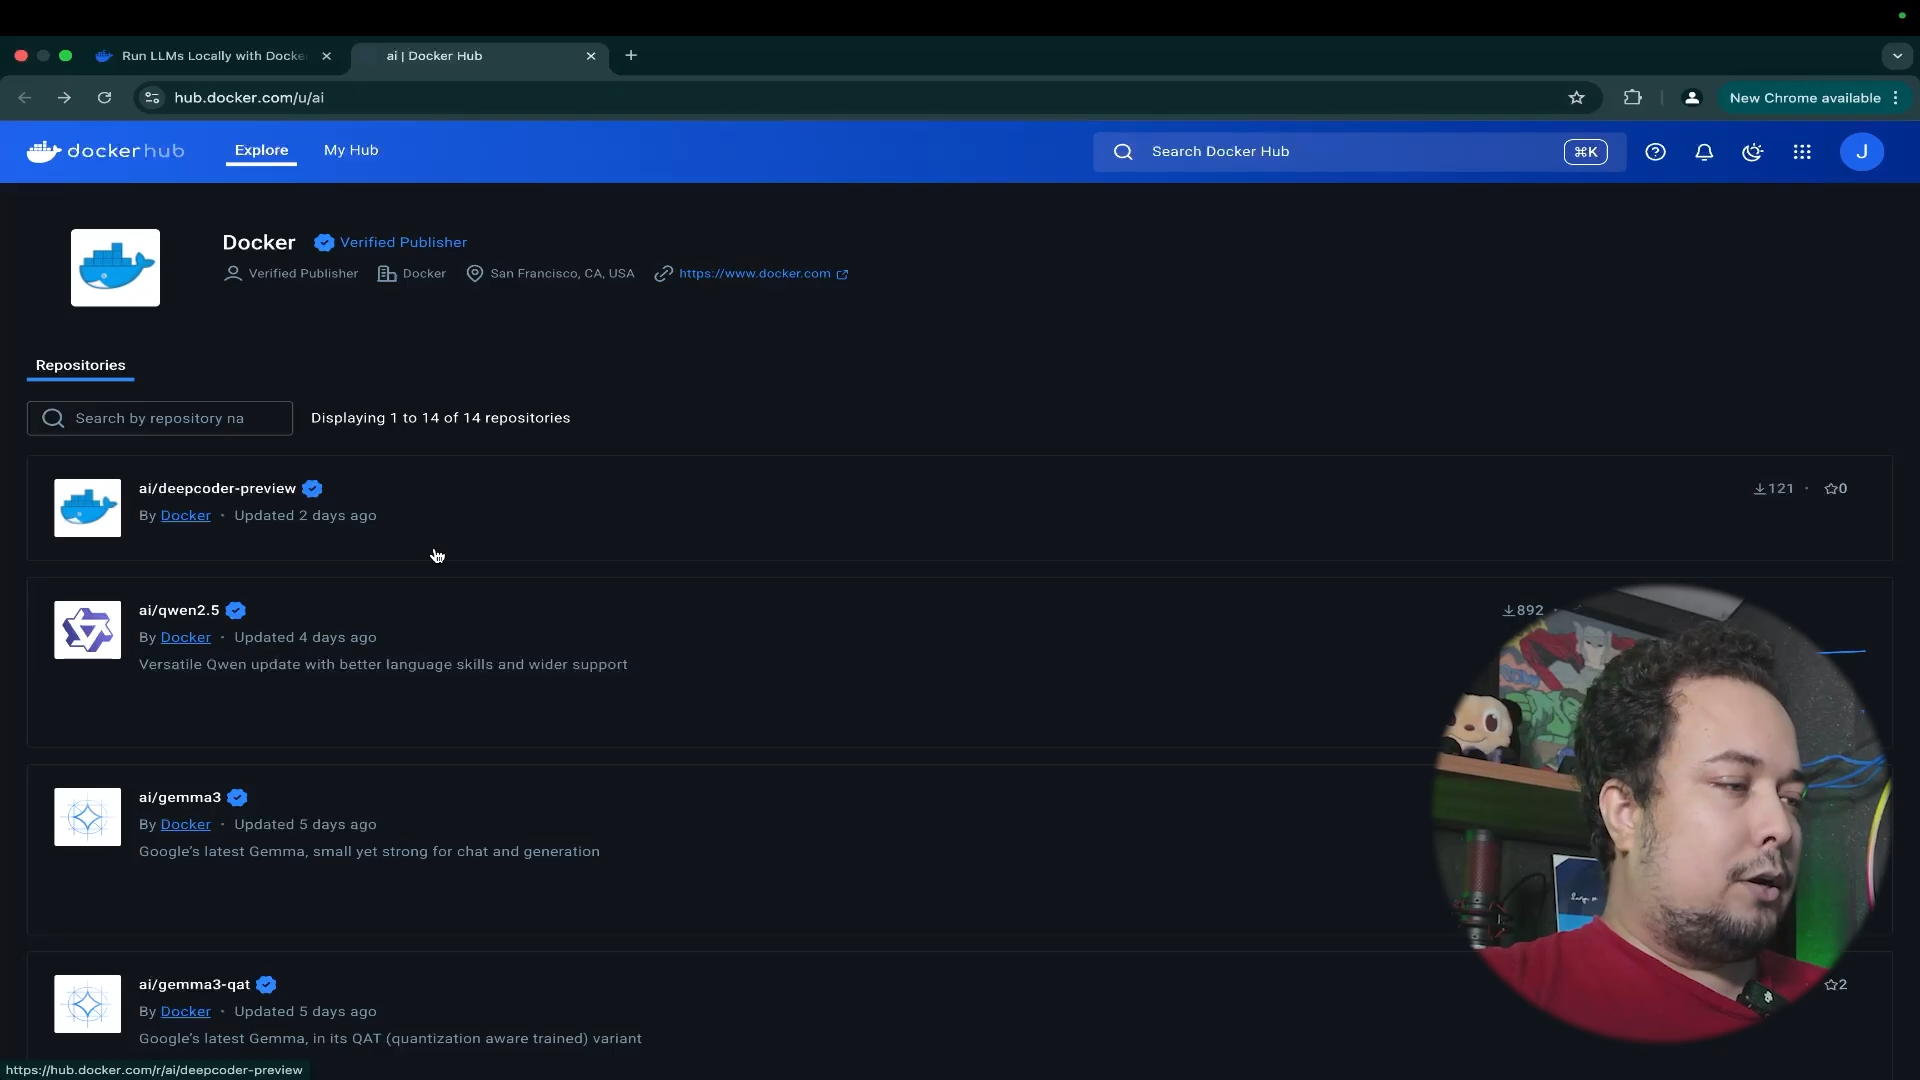 Run LLMs Locally with Docke
ai | Docker Hub
hub.docker.com/u/ai
New Chrome available
dockerhub
Explore
My Hub
Search Docker Hub
⌘K
J
Docker
Verified Publisher
Verified Publisher
Docker
San Francisco, CA, USA
https://www.docker.com
Repositories
Search by repository na
Displaying 1 to 14 of 14 repositories
ai/deepcoder-preview
121 · 0
By Docker · Updated 2 days ago
ai/qwen2.5
892 ·
By Docker · Updated 4 days ago
Versatile Qwen update with better language skills and wider support
ai/gemma3
By Docker · Updated 5 days ago
Google’s latest Gemma, small yet strong for chat and generation
ai/gemma3-qat
2
By Docker · Updated 5 days ago
Google’s latest Gemma, in its QAT (quantization aware trained) variant
https://hub.docker.com/r/ai/deepcoder-preview